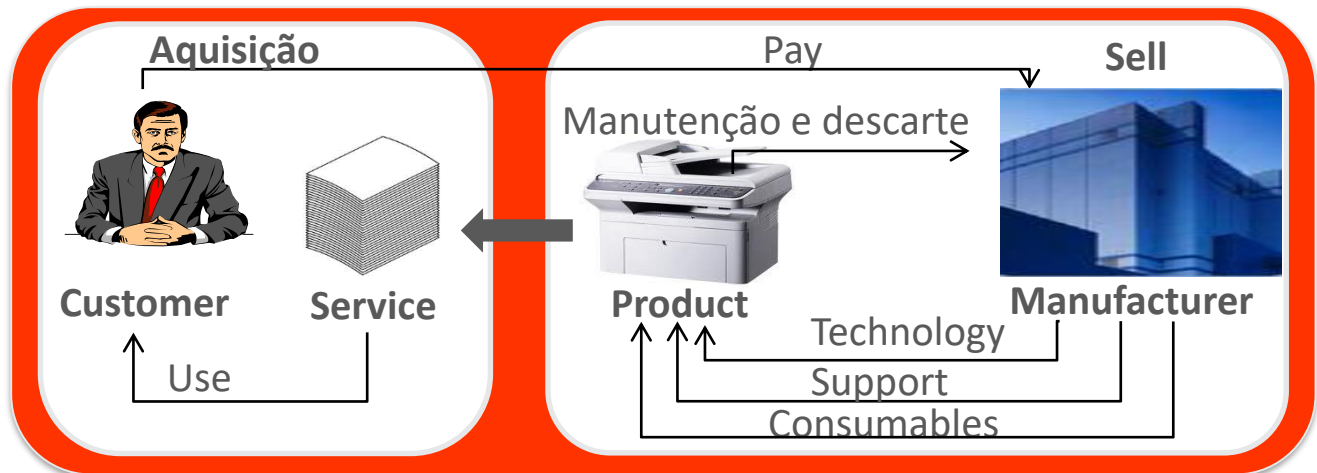 Aquisição
Pay
Sell
Manutenção e descarte
Customer
Service
Product
Manufacturer
Technology
Use
Support
Consumables